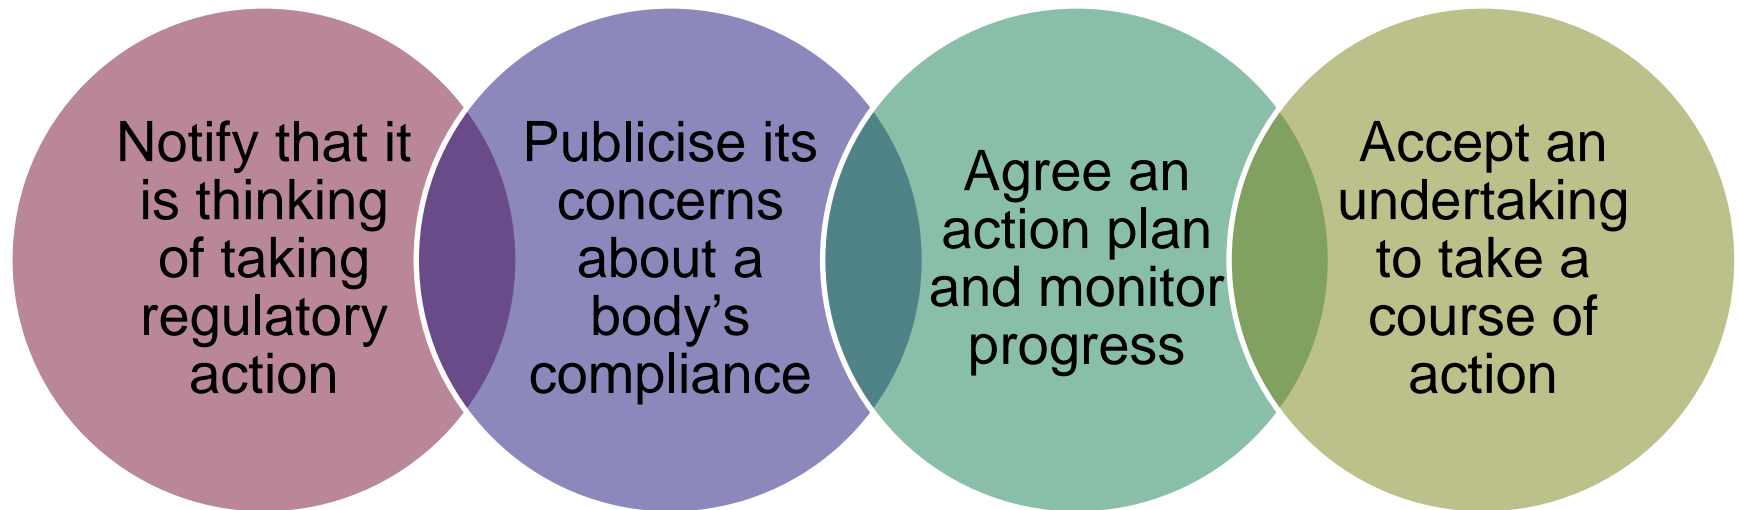 Notify that it
is thinking
of taking
regulatory
action
Publicise its
concerns
about a
body’s
compliance
Agree an
action plan
and monitor
progress
Accept an
undertaking
to take a
course of
action